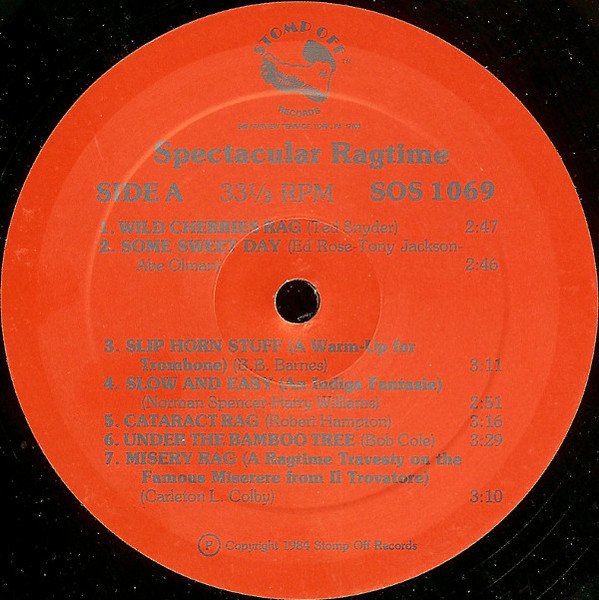 STOMP OFF
RECORDS
Spectacular Ragtime
SIDE A 33⅓ RPM SOS 1069
1. WILD CHERRIES RAG (Ted Snyder) 2:47
2. SOME SWEET DAY (Ed Rose-Tony Jackson-
Abe Olman) 2:46
3. SLIP HORN STUFF (A Warm-Up for
Trombone) (B.B. Barnes) 3:11
4. SLOW AND EASY (An Indigo Fantasie)
(Norman Spencer-Harry Williams) 2:51
5. CATARACT RAG (Robert Hampton) 3:16
6. UNDER THE BAMBOO TREE (Bob Cole) 3:29
7. MISERY RAG (A Ragtime Travesty on the
Famous Miserere from Il Trovatore)
(Carleton L. Colby) 3:10
Ⓟ Copyright 1984 Stomp Off Records